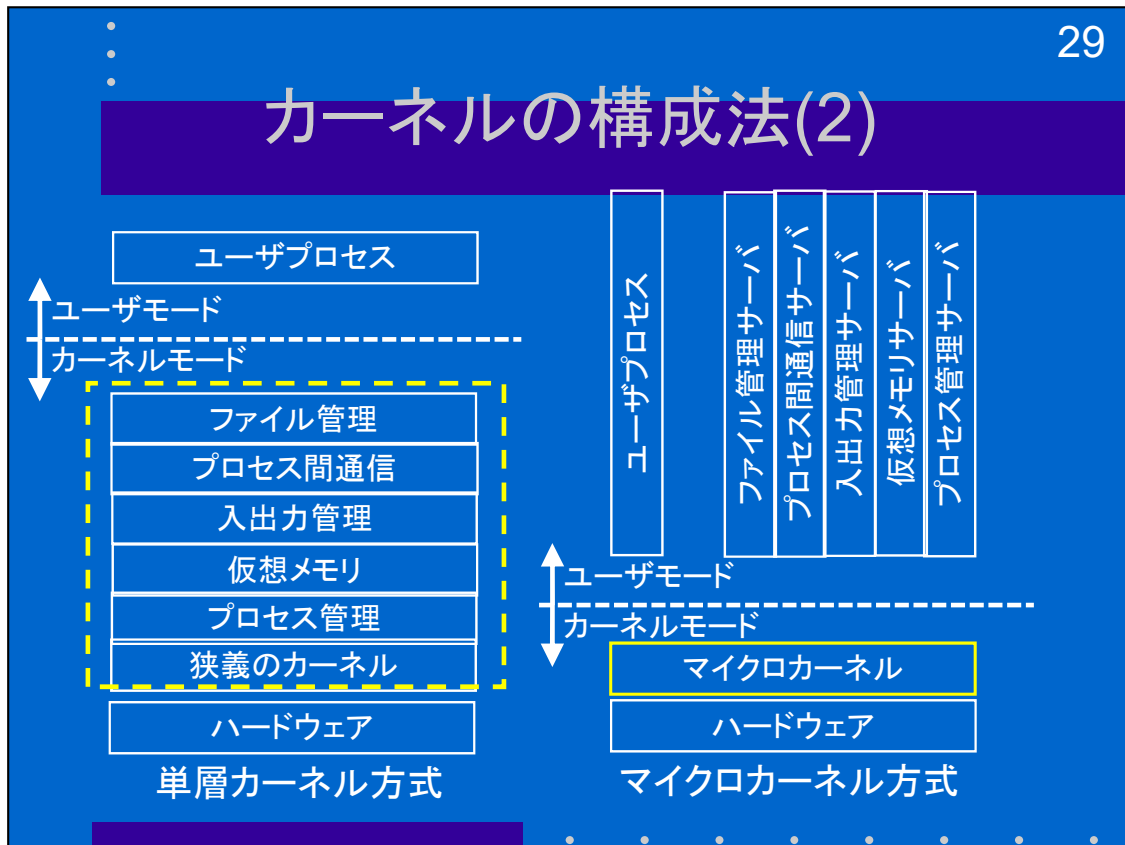 29
カーネルの構成法(2)
ユーザプロセス
ユーザモード
カーネルモード
ファイル管理
プロセス間通信
入出力管理
仮想メモリ
プロセス管理
狭義のカーネル
ハードウェア
単層カーネル方式
ユーザプロセス
ファイル管理サーバ
プロセス間通信サーバ
入出力管理サーバ
仮想メモリサーバ
プロセス管理サーバ
ユーザモード
カーネルモード
マイクロカーネル
ハードウェア
マイクロカーネル方式